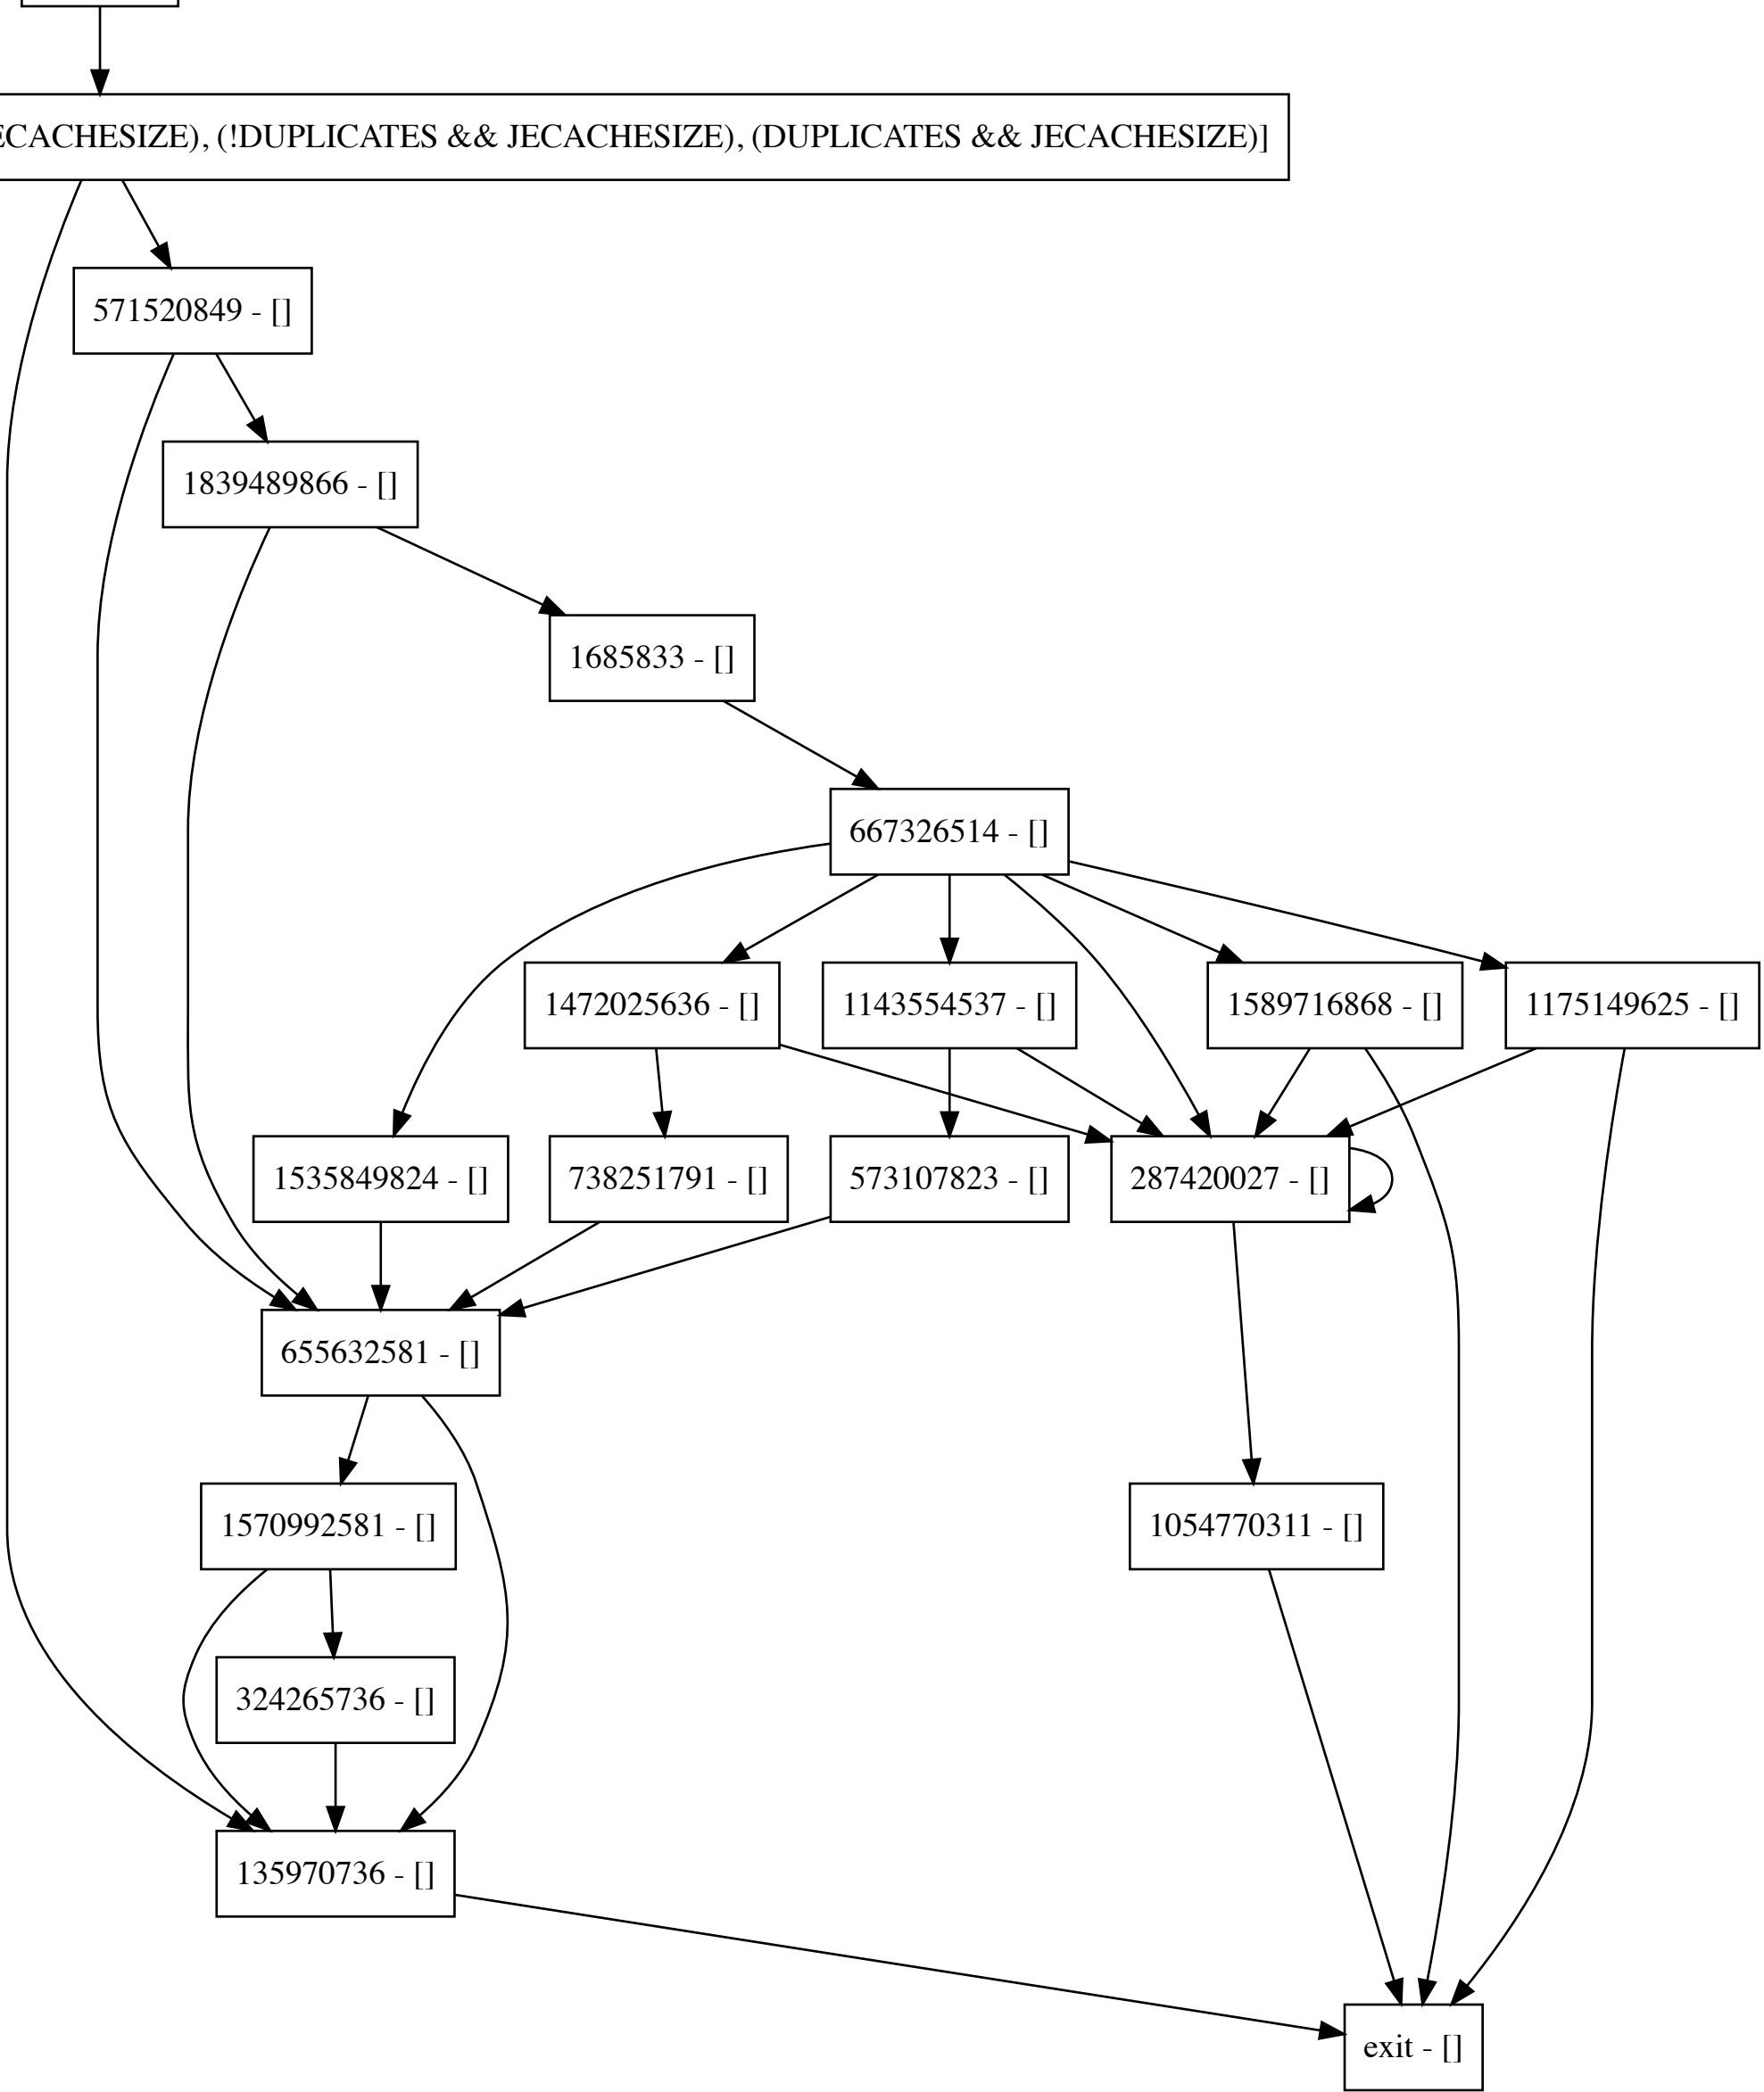 CACHESIZE), (!DUPLICATES && JECACHESIZE), (DUPLICATES && JECACHESIZE)]
571520849 - []
1839489866 - []
1685833 - []
667326514 - []
1472025636 - []
1143554537 - []
1589716868 - []
1175149625 - []
1535849824 - []
738251791 - []
573107823 - []
287420027 - []
655632581 - []
1570992581 - []
1054770311 - []
324265736 - []
135970736 - []
exit - []